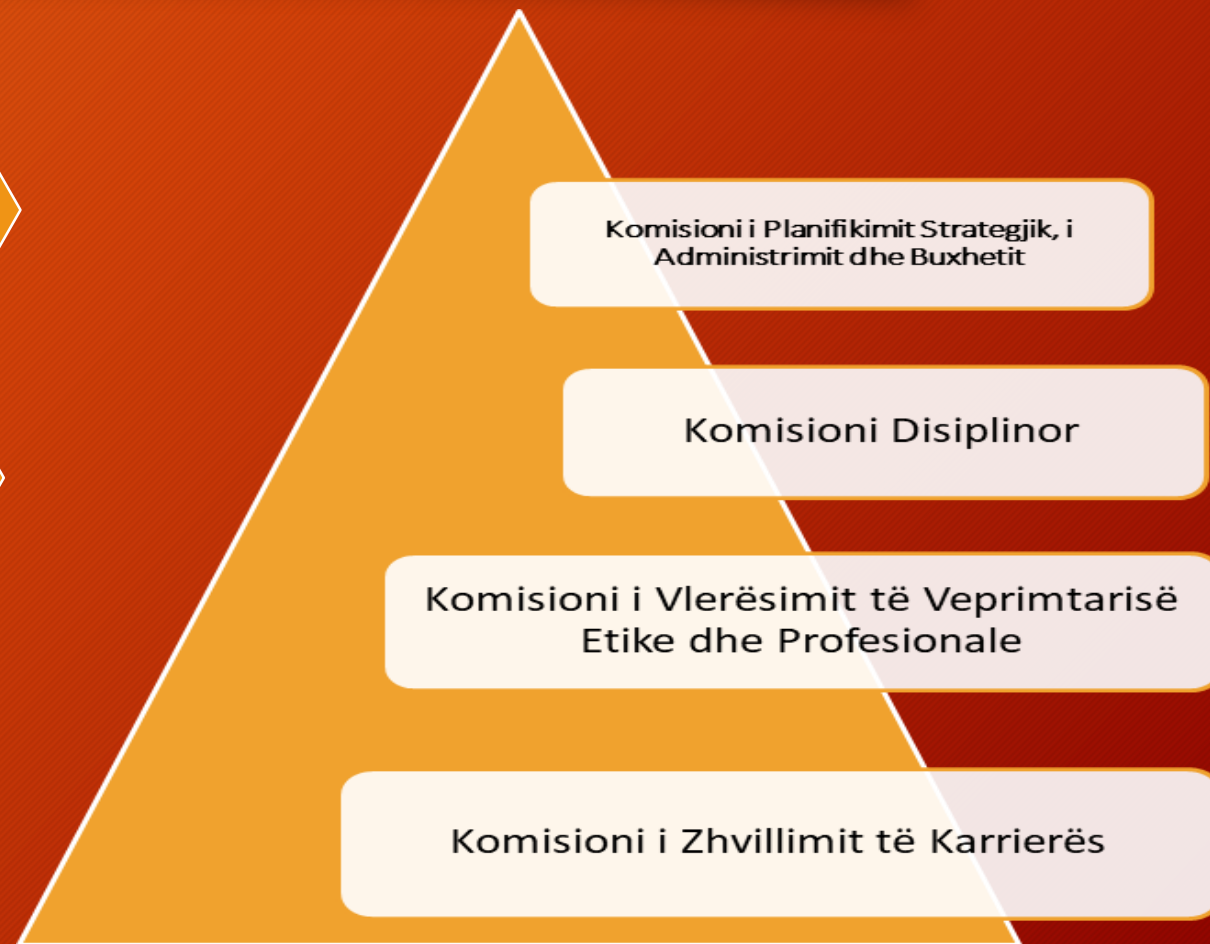 Komisioni i Planifikimit Strategjik, i
Administrimit dhe Buxhetit
Komisioni Disiplinor
Komisioni i Vlerësimit të Veprimtarisë
Etike dhe Profesionale
Komisioni i Zhvillimit të Karrierës